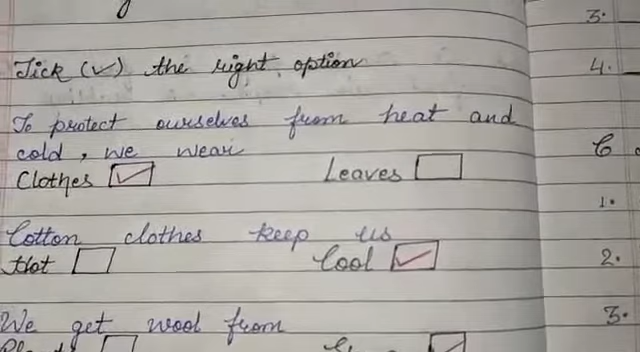 3.
Tick (✓) the right option
4.
To protect ourselves from heat and
cold, we wear
C
Clothes ☑ Leaves ☐
1.
Cotton clothes keep us
Hot ☐ Cool ☑
2.
We get wool from
3.